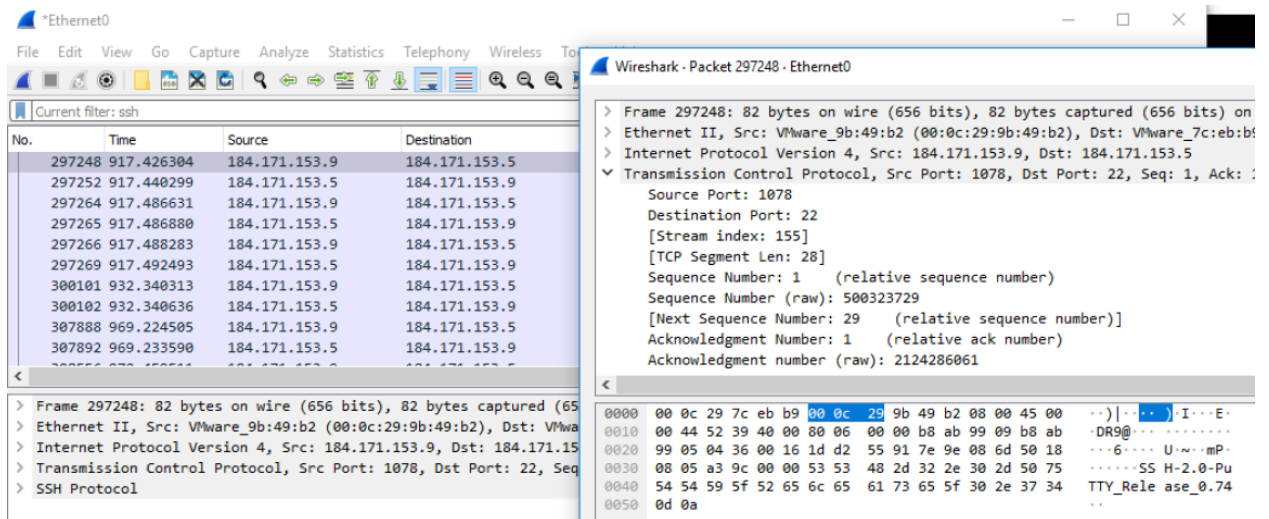 *Ethernet0
File Edit View Go Capture Analyze Statistics Telephony Wireless
Current filter: ssh
No. Time Source Destination
297248 917.426304 184.171.153.9 184.171.153.5
297252 917.440299 184.171.153.5 184.171.153.9
297264 917.486631 184.171.153.9 184.171.153.5
297265 917.486880 184.171.153.5 184.171.153.9
297266 917.488283 184.171.153.9 184.171.153.5
297269 917.492493 184.171.153.5 184.171.153.9
300101 932.340313 184.171.153.9 184.171.153.5
300102 932.340636 184.171.153.5 184.171.153.9
307888 969.224505 184.171.153.9 184.171.153.5
307892 969.233590 184.171.153.5 184.171.153.9
> Frame 297248: 82 bytes on wire (656 bits), 82 bytes captured (65
> Ethernet II, Src: VMware_9b:49:b2 (00:0c:29:9b:49:b2), Dst: VMwa
> Internet Protocol Version 4, Src: 184.171.153.9, Dst: 184.171.15
> Transmission Control Protocol, Src Port: 1078, Dst Port: 22, Seq
> SSH Protocol
Wireshark · Packet 297248 · Ethernet0
> Frame 297248: 82 bytes on wire (656 bits), 82 bytes captured (656 bits) on
> Ethernet II, Src: VMware_9b:49:b2 (00:0c:29:9b:49:b2), Dst: VMware_7c:eb:b9
> Internet Protocol Version 4, Src: 184.171.153.9, Dst: 184.171.153.5
Transmission Control Protocol, Src Port: 1078, Dst Port: 22, Seq: 1, Ack:
Source Port: 1078
Destination Port: 22
[Stream index: 155]
[TCP Segment Len: 28]
Sequence Number: 1 (relative sequence number)
Sequence Number (raw): 500323729
[Next Sequence Number: 29 (relative sequence number)]
Acknowledgment Number: 1 (relative ack number)
Acknowledgment number (raw): 2124286061
0000 00 0c 29 7c eb b9 00 0c 29 9b 49 b2 08 00 45 00 ··)|···· )·I···E·
0010 00 44 52 39 40 00 80 06 00 00 b8 ab 99 09 b8 ab ·DR9@··· ········
0020 99 05 04 36 00 16 1d d2 55 91 7e 9e 08 6d 50 18 ···6···· U·~··mP·
0030 08 05 a3 9c 00 00 53 53 48 2d 32 2e 30 2d 50 75 ······SS H-2.0-Pu
0040 54 54 59 5f 52 65 6c 65 61 73 65 5f 30 2e 37 34 TTY_Rele ase_0.74
0050 0d 0a ··